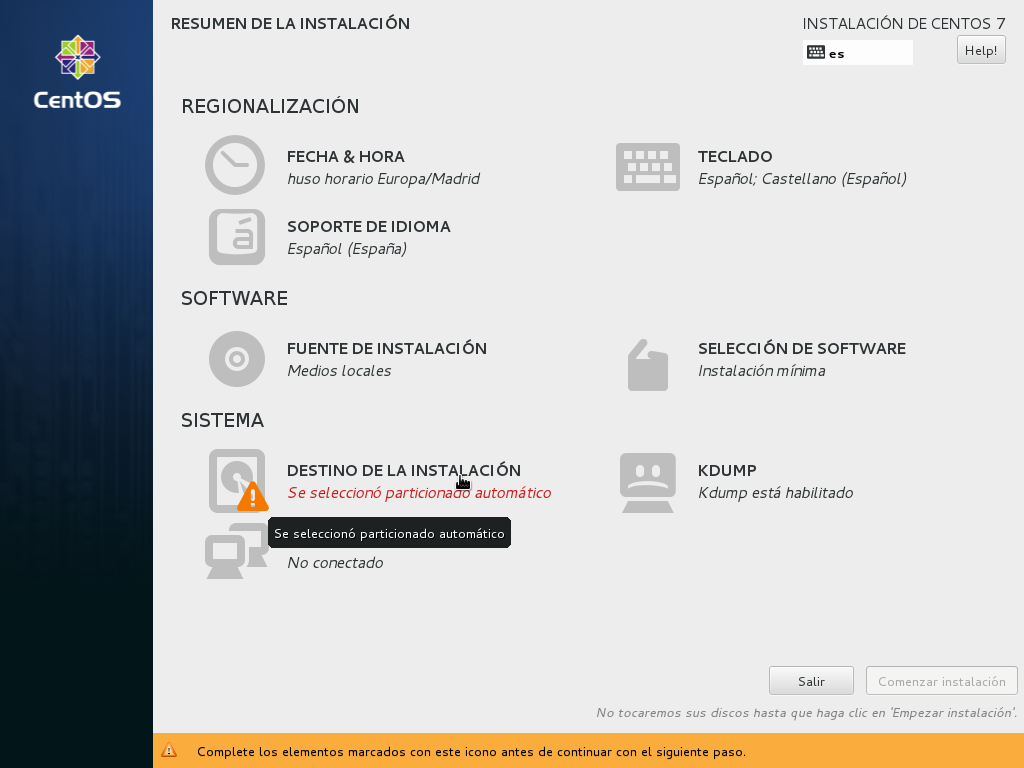 CentOS
RESUMEN DE LA INSTALACIÓN
INSTALACIÓN DE CENTOS 7
es
Help!
REGIONALIZACIÓN
FECHA & HORA
huso horario Europa/Madrid
TECLADO
Español; Castellano (Español)
á
SOPORTE DE IDIOMA
Español (España)
SOFTWARE
FUENTE DE INSTALACIÓN
Medios locales
SELECCIÓN DE SOFTWARE
Instalación mínima
SISTEMA
DESTINO DE LA INSTALACIÓN
Se seleccionó particionado automático
KDUMP
Kdump está habilitado
Se seleccionó particionado automático
No conectado
Salir
Comenzar instalación
No tocaremos sus discos hasta que haga clic en 'Empezar instalación'.
Complete los elementos marcados con este icono antes de continuar con el siguiente paso.